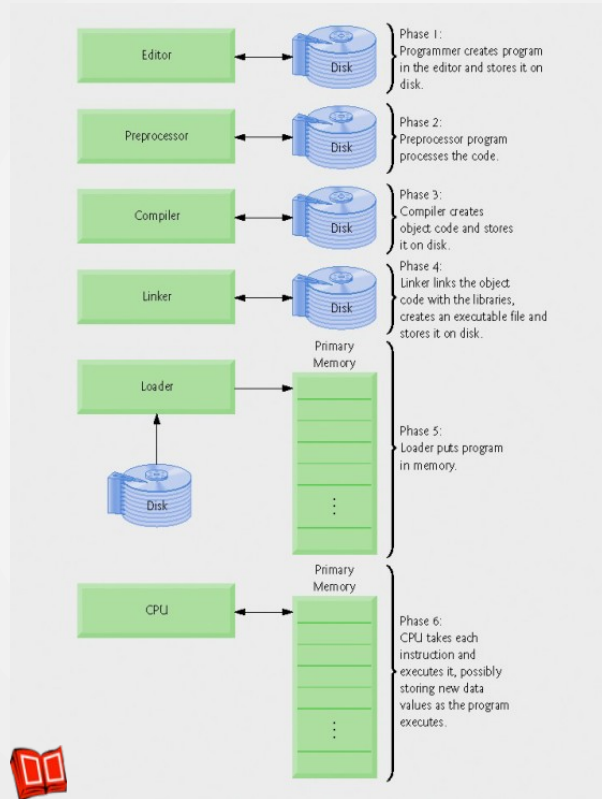 Editor
Disk
Phase 1:
Programmer creates program
in the editor and stores it on
disk.
Preprocessor
Disk
Phase 2:
Preprocessor program
processes the code.
Compiler
Disk
Phase 3:
Compiler creates
object code and stores
it on disk.
Linker
Disk
Phase 4:
Linker links the object
code with the libraries,
creates an executable file and
stores it on disk.
Primary
Memory
Loader
Disk
Phase 5:
Loader puts program
in memory.
Primary
Memory
CPU
Phase 6:
CPU takes each
instruction and
executes it, possibly
storing new data
values as the program
executes.